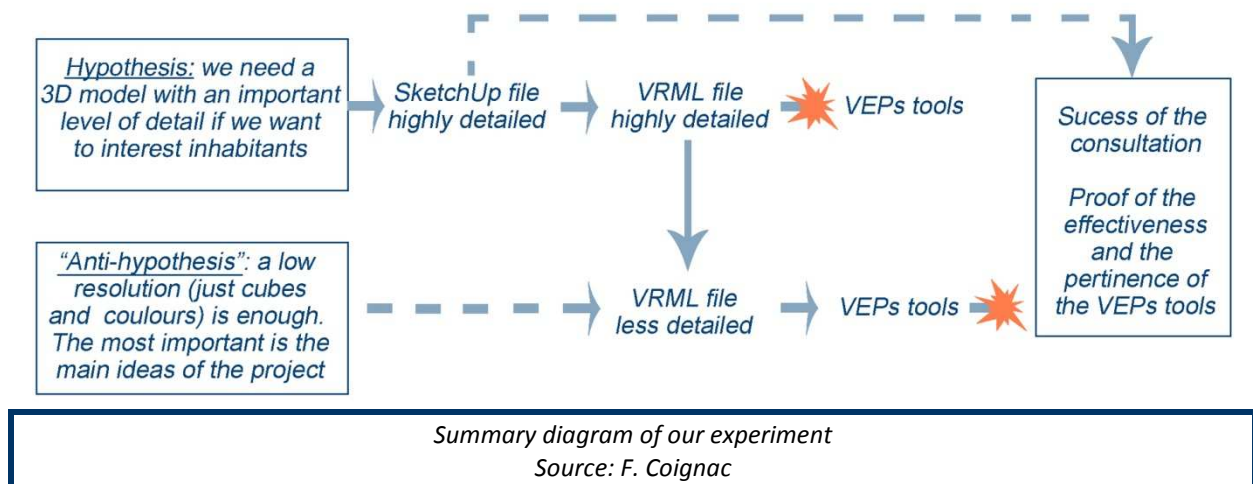 Hypothesis: we need a
3D model with an important
level of detail if we want
to interest inhabitants
SketchUp file
highly detailed
VRML file
highly detailed
VEPs tools
Sucess of the
consultation
Proof of the
effectiveness
and the
pertinence of
the VEPs tools
“Anti-hypothesis”: a low
resolution (just cubes
and coulours) is enough.
The most important is the
main ideas of the project
VRML file
less detailed
VEPs tools
Summary diagram of our experiment
Source: F. Coignac